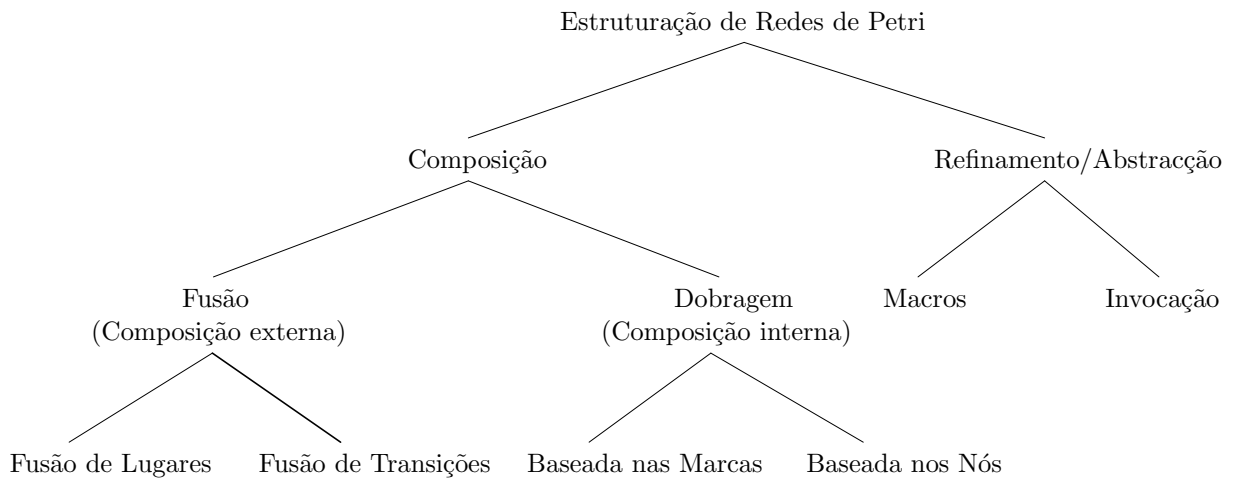 Estruturação de Redes de Petri
Composição
Refinamento/Abstracção
Fusão
(Composição externa)
Dobragem
(Composição interna)
Macros
Invocação
Fusão de Lugares
Fusão de Transições
Baseada nas Marcas
Baseada nos Nós